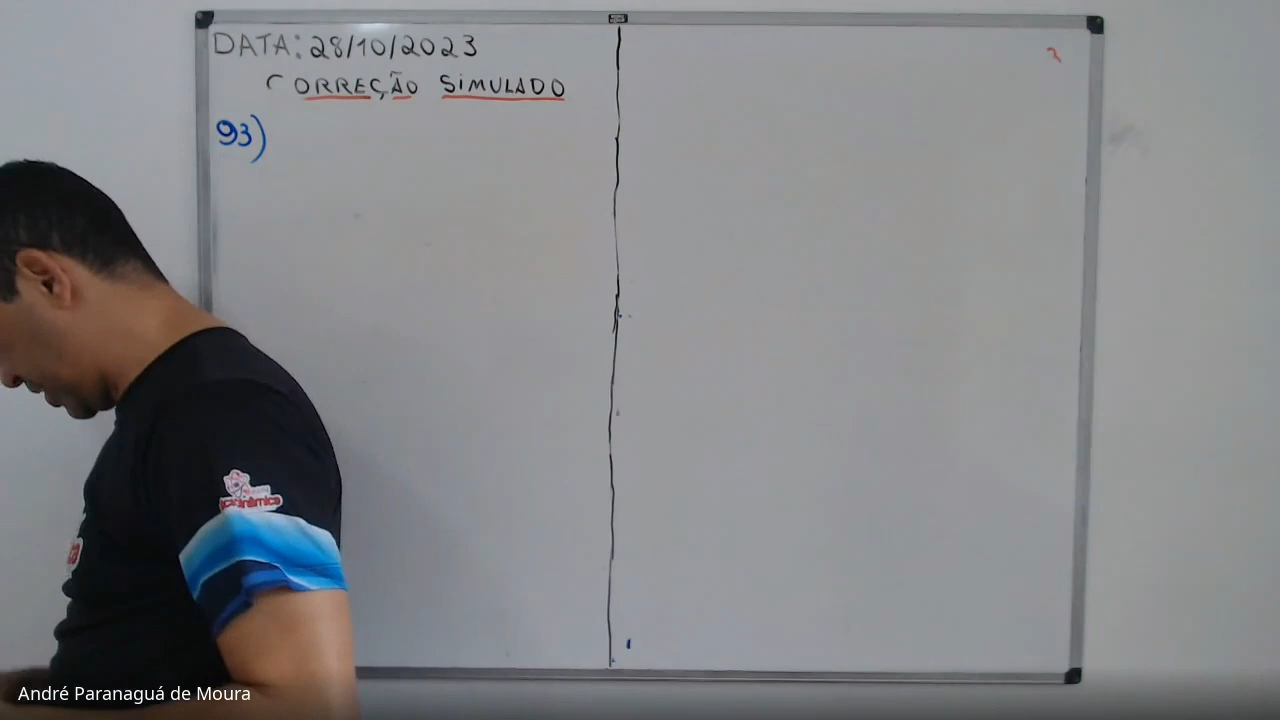 DATA: 28/10/2023
CORREÇÃO SIMULADO
93)
André Paranaguá de Moura